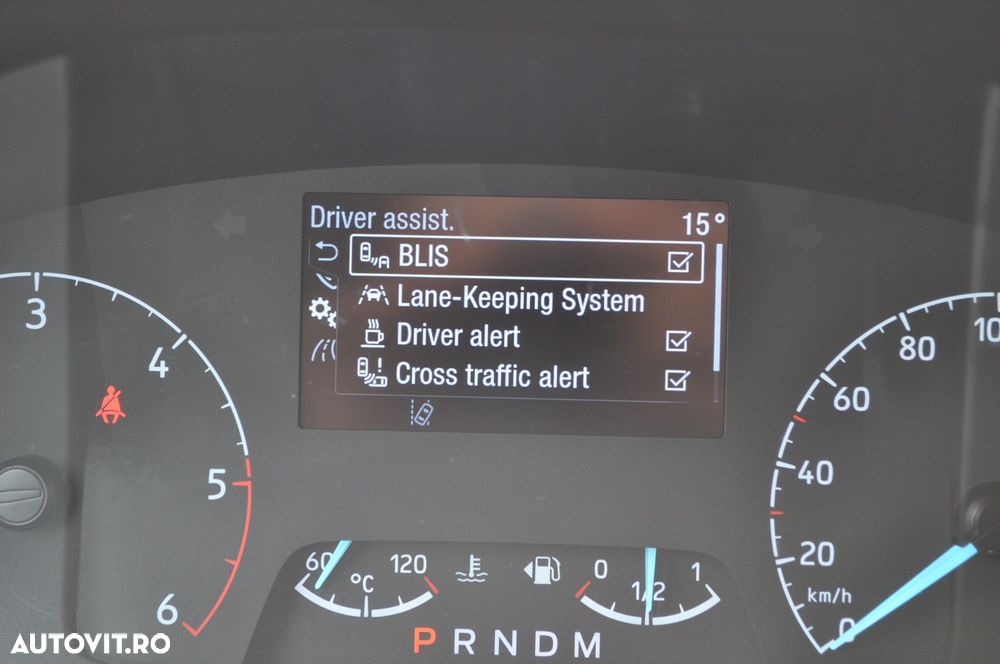 Driver assist. 15°
BLIS
Lane-Keeping System
Driver alert
Cross traffic alert
3
4
5
6
60 °C 120
0 1/2 1
P R N D M
0
20
40
60
80
10
km/h
AUTOVIT.RO